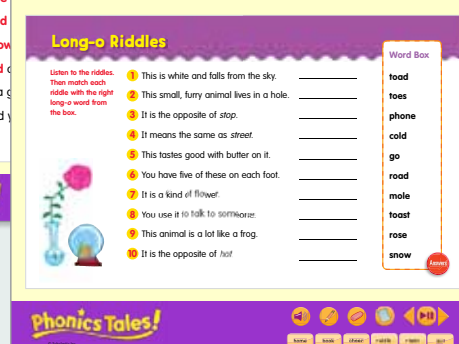 Long-o Riddles
Listen to the riddles.
Then match each
riddle with the right
long-o word from
the box.
1 This is white and falls from the sky.
2 This small, furry animal lives in a hole.
3 It is the opposite of stop.
4 It means the same as street.
5 This tastes good with butter on it.
6 You have five of these on each foot.
7 It is a kind of flower.
8 You use it to talk to someone.
9 This animal is a lot like a frog.
10 It is the opposite of hot
Word Box
toad
toes
phone
cold
go
road
mole
toast
rose
snow
Answers
Phonics Tales!
home
book
cheer
riddle